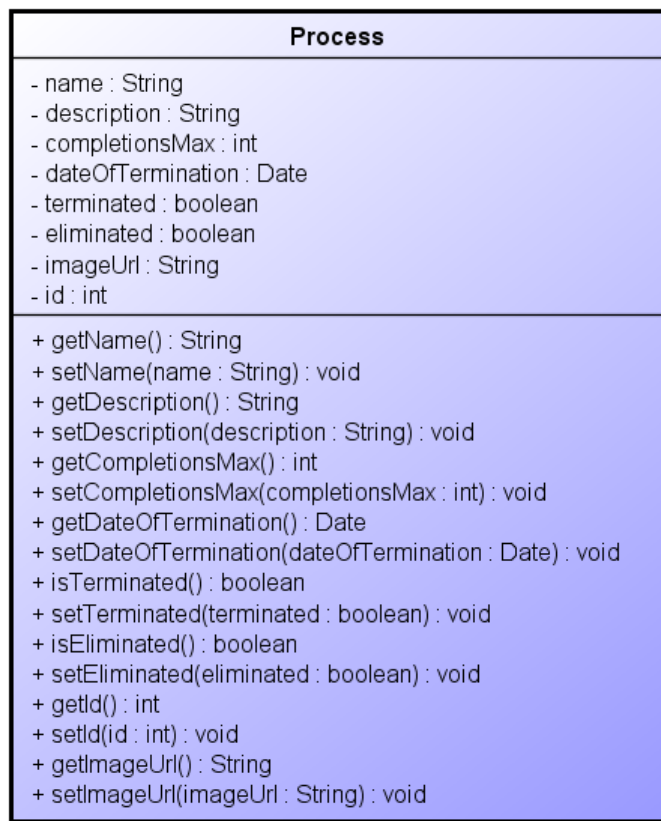 Process
- name : String
- description : String
- completionsMax : int
- dateOfTermination : Date
- terminated : boolean
- eliminated : boolean
- imageUrl : String
- id : int
+ getName() : String
+ setName(name : String) : void
+ getDescription() : String
+ setDescription(description : String) : void
+ getCompletionsMax() : int
+ setCompletionsMax(completionsMax : int) : void
+ getDateOfTermination() : Date
+ setDateOfTermination(dateOfTermination : Date) : void
+ isTerminated() : boolean
+ setTerminated(terminated : boolean) : void
+ isEliminated() : boolean
+ setEliminated(eliminated : boolean) : void
+ getId() : int
+ setId(id : int) : void
+ getImageUrl() : String
+ setImageUrl(imageUrl : String) : void